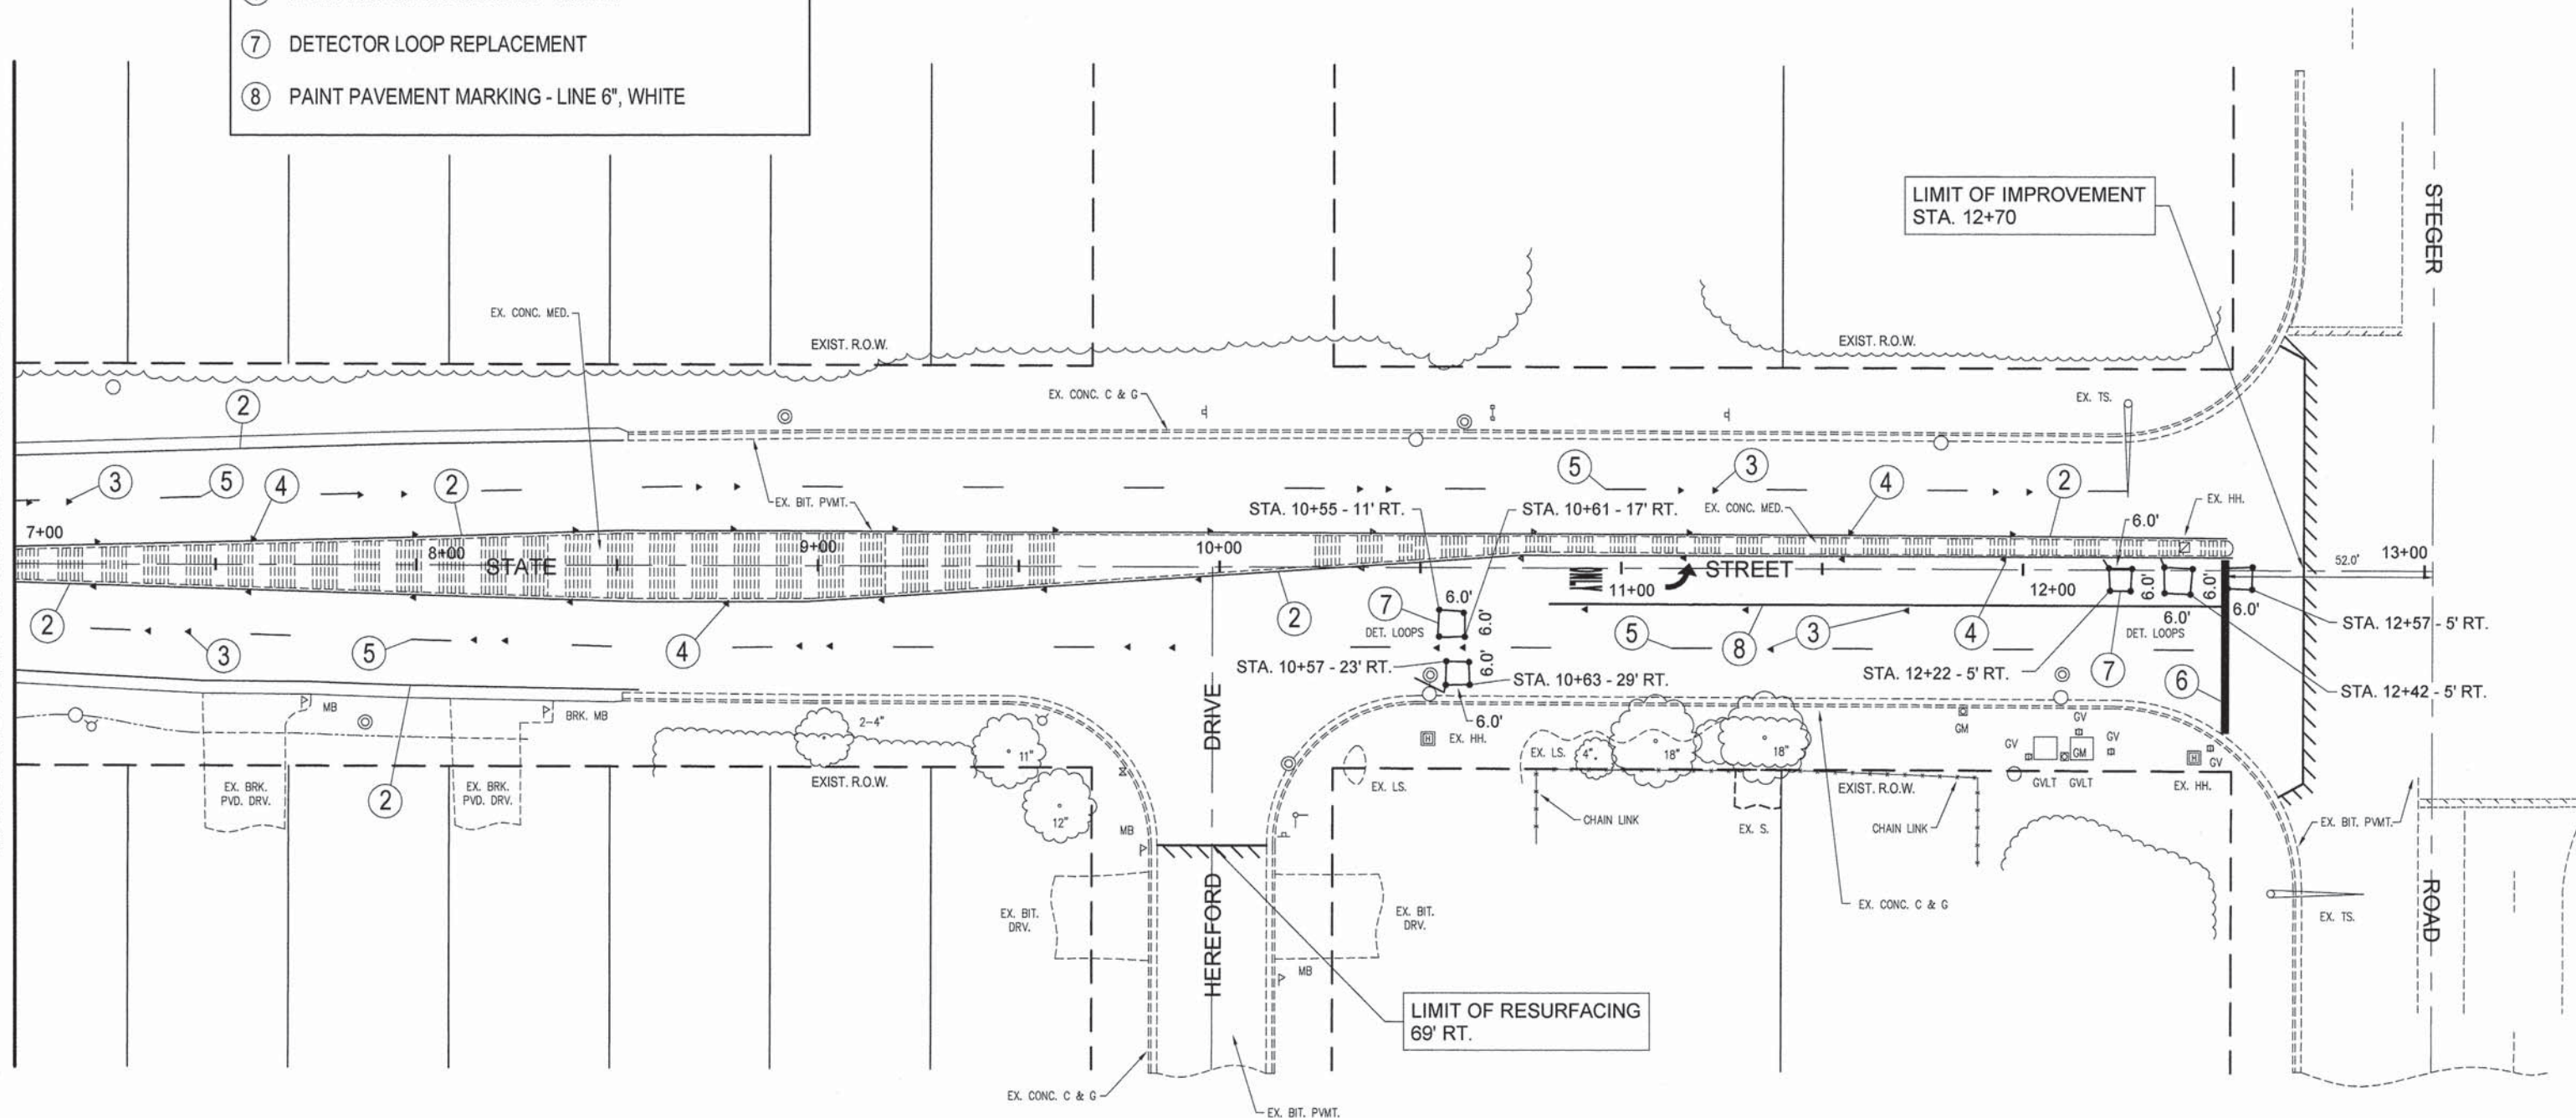 7 DETECTOR LOOP REPLACEMENT
8 PAINT PAVEMENT MARKING - LINE 6", WHITE
LIMIT OF IMPROVEMENT
STA. 12+70
STEGER
EX. CONC. MED.
EXIST. R.O.W.
EXIST. R.O.W.
EX. CONC. C & G
EX. TS.
2
3
5
4
2
5
3
4
2
EX. BIT. PVMT.
STA. 10+55 - 11' RT.
STA. 10+61 - 17' RT.
EX. CONC. MED.
EX. HH.
6.0'
7+00
8+00
9+00
10+00
13+00
52.0'
STATE
STREET
11+00
12+00
6.0'
6.0'
6.0'
6.0'
6.0'
2
2
7
6.0'
DET. LOOPS
5
8
3
4
DET. LOOPS
STA. 12+57 - 5' RT.
3
5
4
STA. 10+57 - 23' RT.
6.0'
STA. 10+63 - 29' RT.
STA. 12+22 - 5' RT.
7
6
STA. 12+42 - 5' RT.
MB
BRK. MB
2-4"
DRIVE
6.0'
EX. HH.
GM
GV
GV
GV
GM
GV
11"
EX. LS.
4"
18"
18"
EX. BRK.
PVD. DRV.
EX. BRK.
PVD. DRV.
2
EXIST. R.O.W.
EX. LS.
EXIST. R.O.W.
GVLT
GVLT
EX. HH.
12"
MB
CHAIN LINK
EX. S.
CHAIN LINK
EX. BIT. PVMT.
HEREFORD
EX. BIT.
DRV.
EX. BIT.
DRV.
EX. CONC. C & G
EX. TS.
ROAD
MB
LIMIT OF RESURFACING
69' RT.
EX. CONC. C & G
EX. BIT. PVMT.